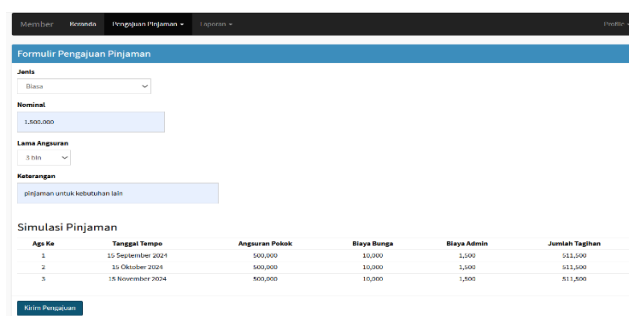 Member Beranda Pengajuan Pinjaman Laporan Profile
Formulir Pengajuan Pinjaman
Jenis
Biasa
Nominal
1.500.000
Lama Angsuran
3 bln
Keterangan
pinjaman untuk kebutuhan lain
Simulasi Pinjaman
Ags Ke Tanggal Tempo Angsuran Pokok Biaya Bunga Biaya Admin Jumlah Tagihan
1 15 September 2024 500,000 10,000 1,500 511,500
2 15 Oktober 2024 500,000 10,000 1,500 511,500
3 15 November 2024 500,000 10,000 1,500 511,500
Kirim Pengajuan